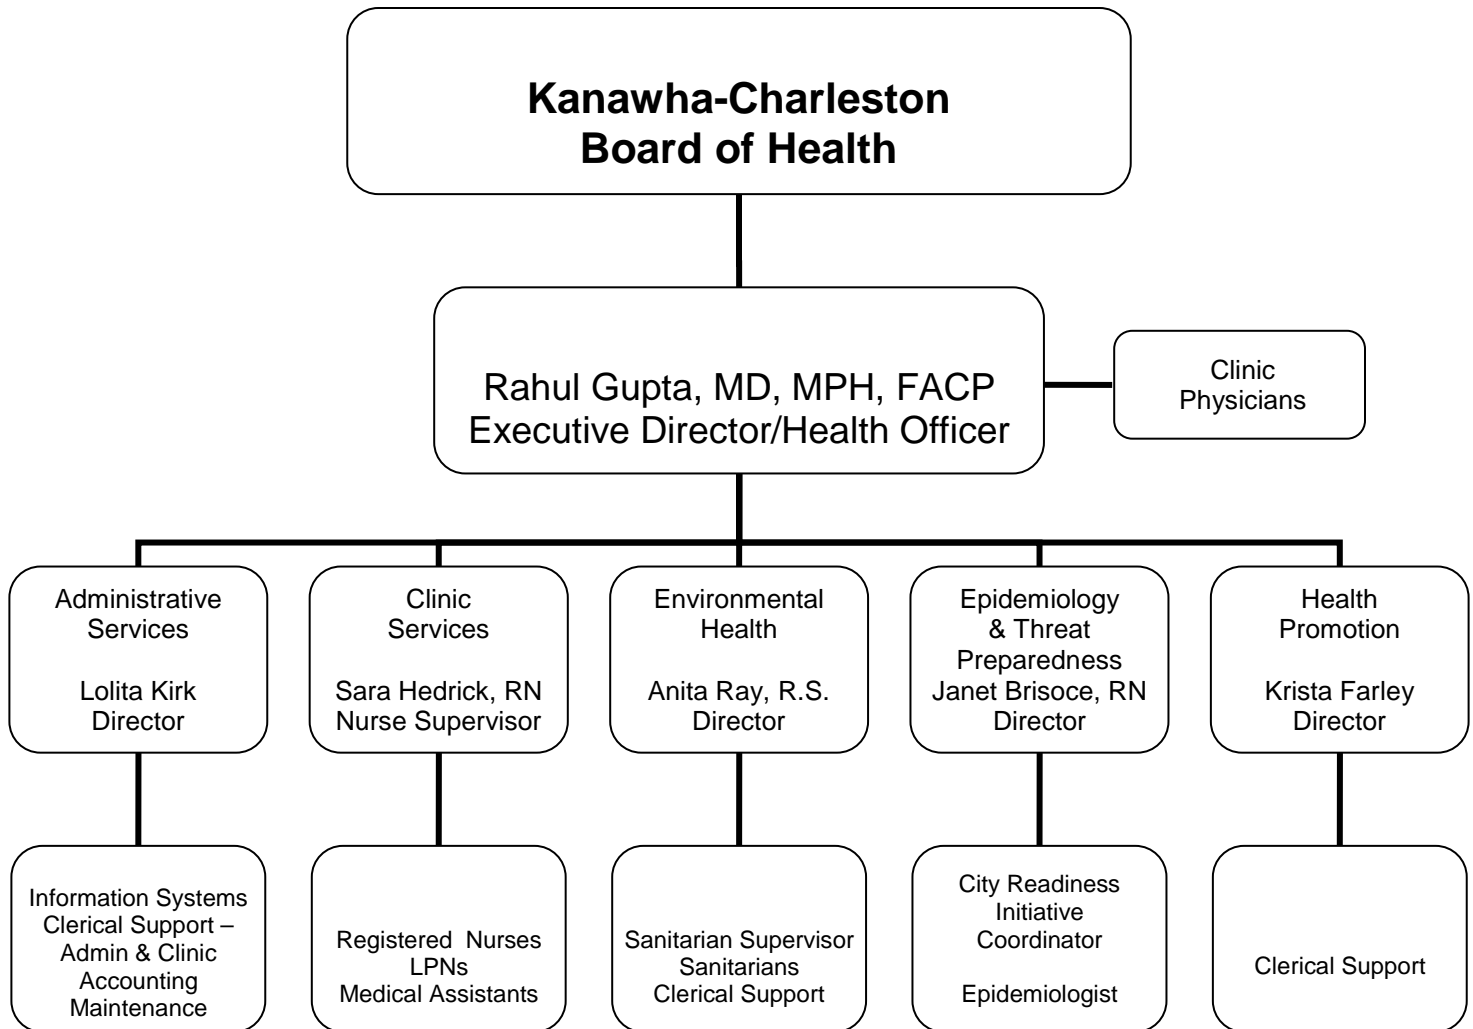 Kanawha-Charleston
Board of Health
Rahul Gupta, MD, MPH, FACP
Executive Director/Health Officer
Clinic
Physicians
Administrative
Services
Lolita Kirk
Director
Clinic
Services
Sara Hedrick, RN
Nurse Supervisor
Environmental
Health
Anita Ray, R.S.
Director
Epidemiology
& Threat
Preparedness
Janet Brisoce, RN
Director
Health
Promotion
Krista Farley
Director
Information Systems
Clerical Support –
Admin & Clinic
Accounting
Maintenance
Registered  Nurses
LPNs
Medical Assistants
Sanitarian Supervisor
Sanitarians
Clerical Support
City Readiness
Initiative
Coordinator
Epidemiologist
Clerical Support